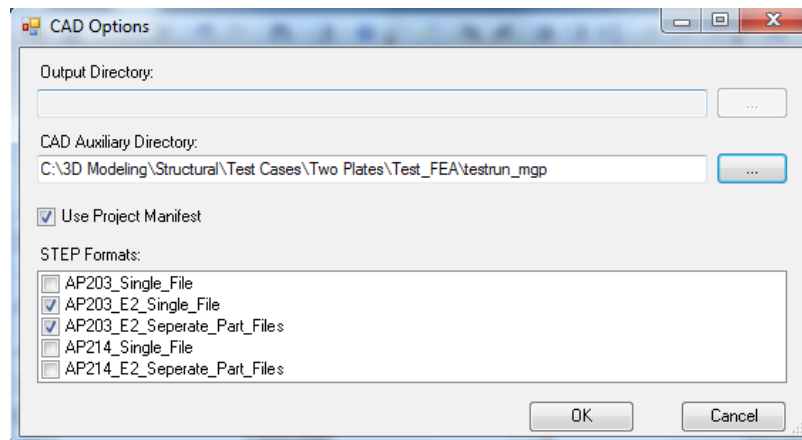 CAD Options
Output Directory:
...
CAD Auxiliary Directory:
C:\3D Modeling\Structural\Test Cases\Two Plates\Test_FEA\testrun_mgp
...
Use Project Manifest
STEP Formats:
AP203_Single_File
AP203_E2_Single_File
AP203_E2_Seperate_Part_Files
AP214_Single_File
AP214_E2_Seperate_Part_Files
OK Cancel